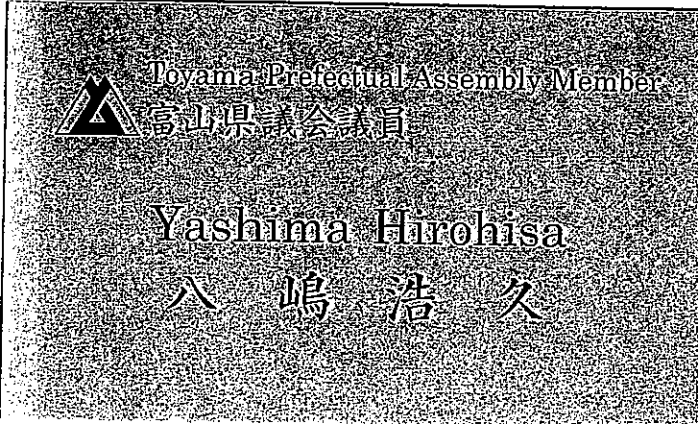 Toyama Prefectual Assembly Member
富山県議会議員
Yashima Hirohisa
八嶋浩久